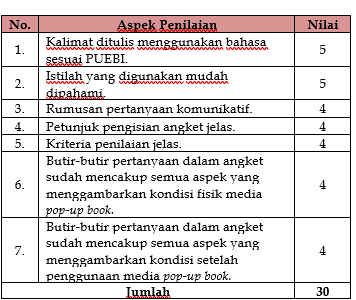 No. Aspek Penilaian Nilai
1. Kalimat ditulis menggunakan bahasa sesuai PUEBI. 5
2. Istilah yang digunakan mudah dipahami. 5
3. Rumusan pertanyaan komunikatif. 4
4. Petunjuk pengisian angket jelas. 4
5. Kriteria penilaian jelas. 4
6. Butir-butir pertanyaan dalam angket sudah mencakup semua aspek yang menggambarkan kondisi fisik media pop-up book. 4
7. Butir-butir pertanyaan dalam angket sudah mencakup semua aspek yang menggambarkan kondisi setelah penggunaan media pop-up book. 4
Jumlah 30